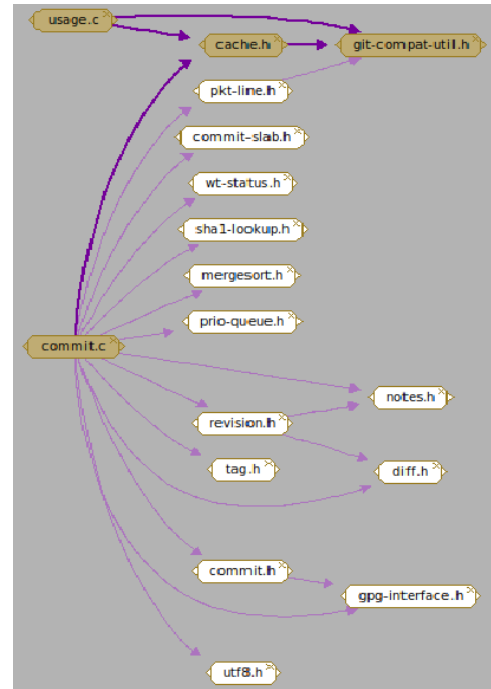 usage.c
cache.h
git-compat-util.h
pkt-line.h
commit-slab.h
wt-status.h
sha1-lookup.h
mergesort.h
prio-queue.h
commit.c
notes.h
revision.h
tag.h
diff.h
commit.h
gpg-interface.h
utf8.h